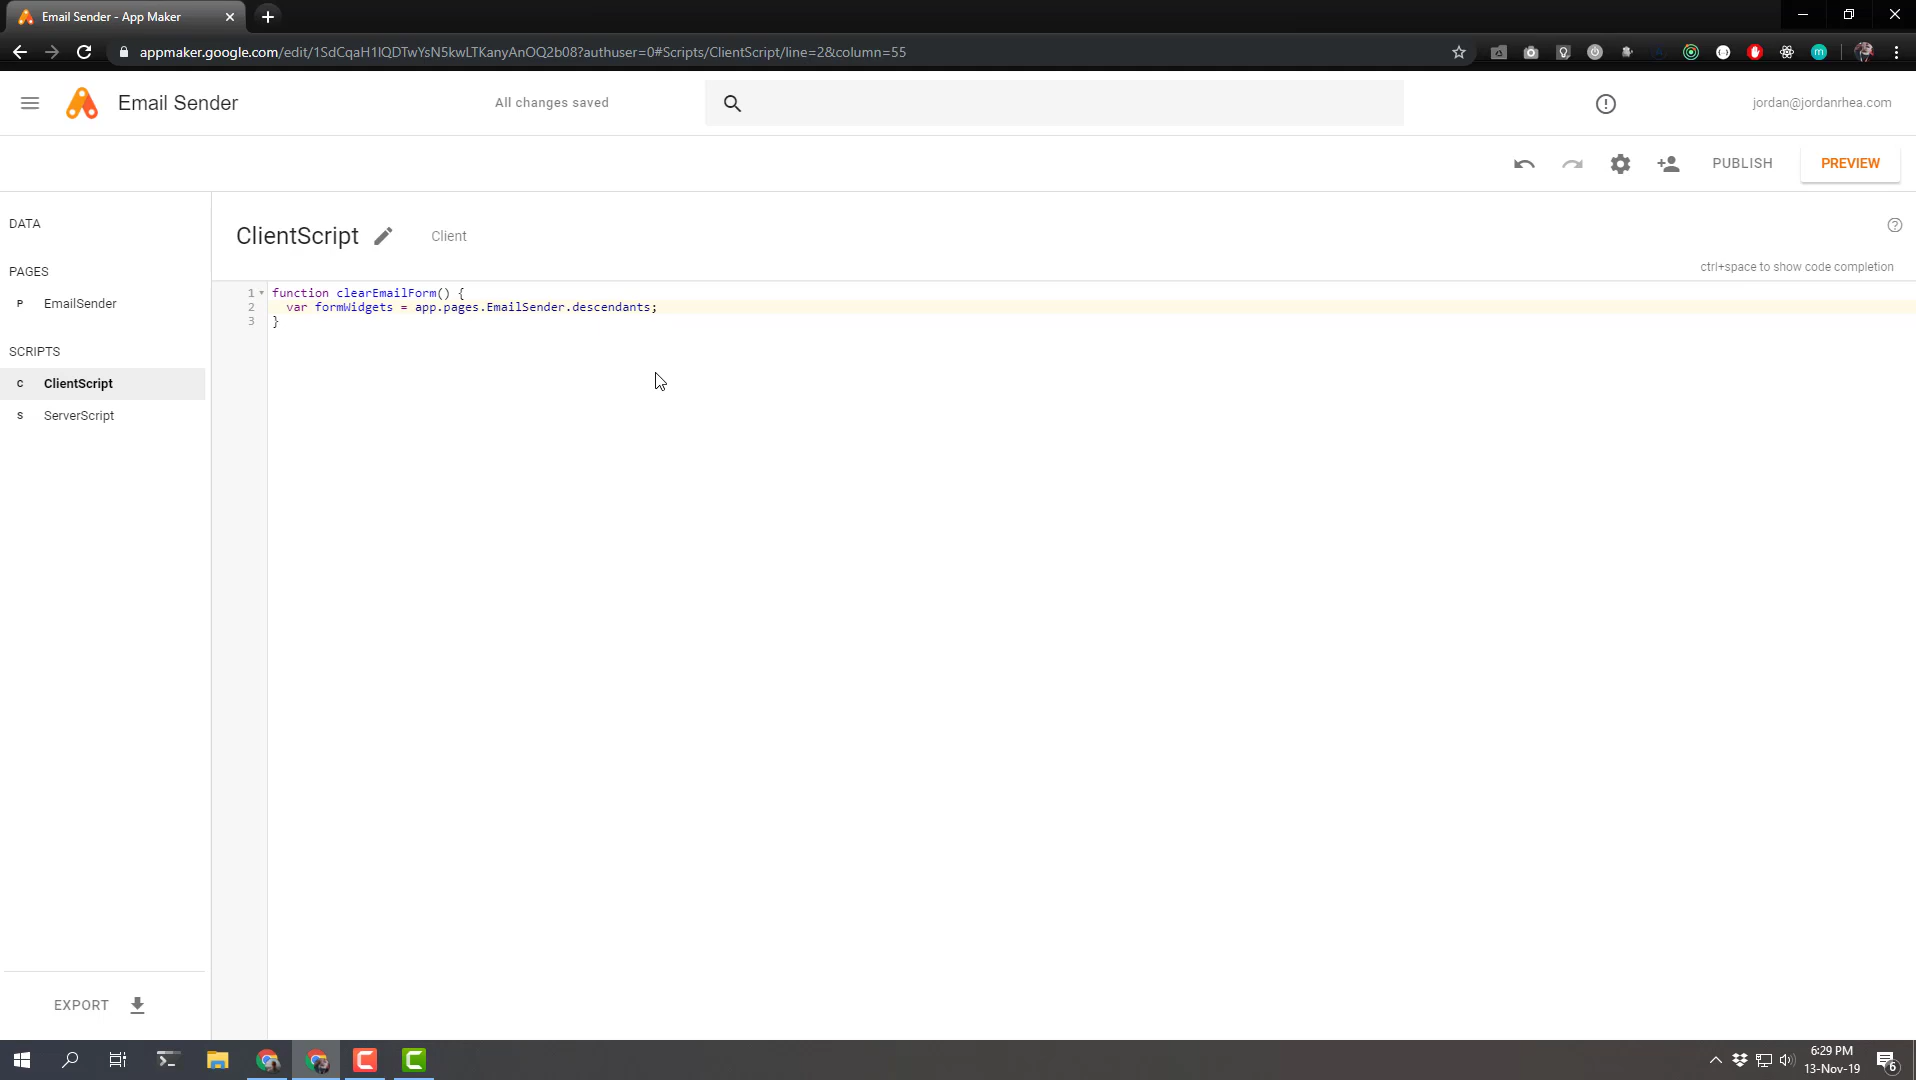 Email Sender - App Maker
appmaker.google.com/edit/1SdCqaH1lQDTwYsN5kwLTKanyAnOQ2b08?authuser=0#Scripts/ClientScript/line=2&column=55
Email Sender
All changes saved
jordan@jordanrhea.com
PUBLISH
PREVIEW
DATA
PAGES
P EmailSender
SCRIPTS
C ClientScript
S ServerScript
EXPORT
ClientScript
Client
ctrl+space to show code completion
1 function clearEmailForm() {
2 var formWidgets = app.pages.EmailSender.descendants;
3 }
6:29 PM
13-Nov-19
6